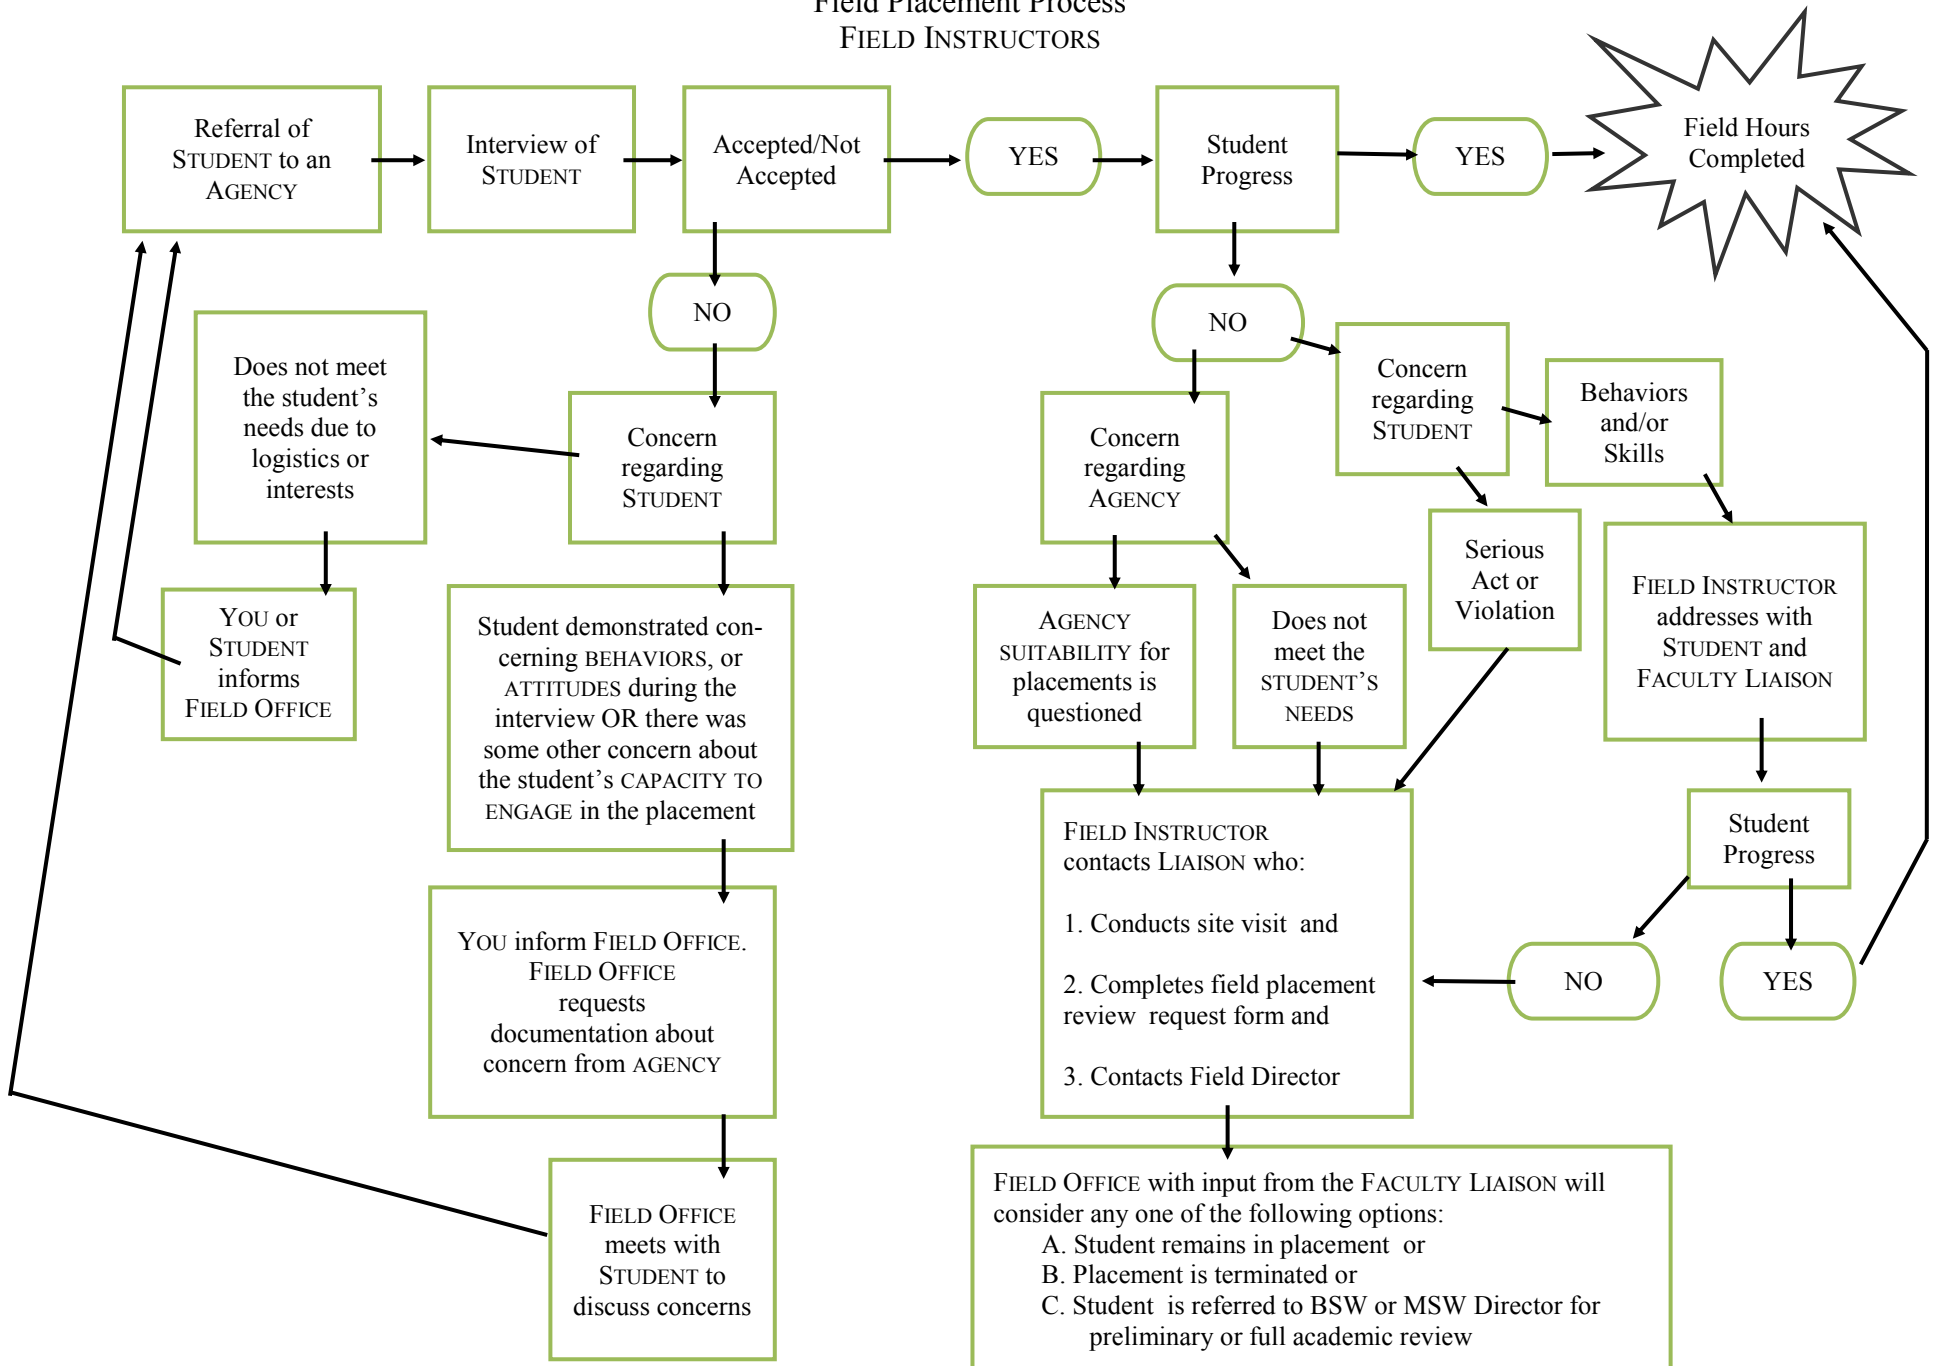 Field Placement Process
FIELD INSTRUCTORS
Referral of
STUDENT to an
AGENCY
Interview of
STUDENT
Accepted/Not
Accepted
YES
Student
Progress
YES
Field Hours
Completed
NO
Does not meet
the student’s
needs due to
logistics or
interests
Concern
regarding
STUDENT
YOU or
STUDENT
informs
FIELD OFFICE
Student demonstrated con-
cerning BEHAVIORS, or
ATTITUDES during the
interview OR there was
some other concern about
the student’s CAPACITY TO
ENGAGE in the placement
YOU inform FIELD OFFICE.
FIELD OFFICE
requests
documentation about
concern from AGENCY
FIELD OFFICE
meets with
STUDENT to
discuss concerns
NO
Concern
regarding
AGENCY
Concern
regarding
STUDENT
Behaviors
and/or
Skills
AGENCY
SUITABILITY for
placements is
questioned
Does not
meet the
STUDENT’S
NEEDS
Serious
Act or
Violation
FIELD INSTRUCTOR
addresses with
STUDENT and
FACULTY LIAISON
Student
Progress
NO
YES
FIELD INSTRUCTOR
contacts LIAISON who:
1. Conducts site visit and
2. Completes field placement
review request form and
3. Contacts Field Director
FIELD OFFICE with input from the FACULTY LIAISON will
consider any one of the following options:
A. Student remains in placement or
B. Placement is terminated or
C. Student is referred to BSW or MSW Director for
preliminary or full academic review